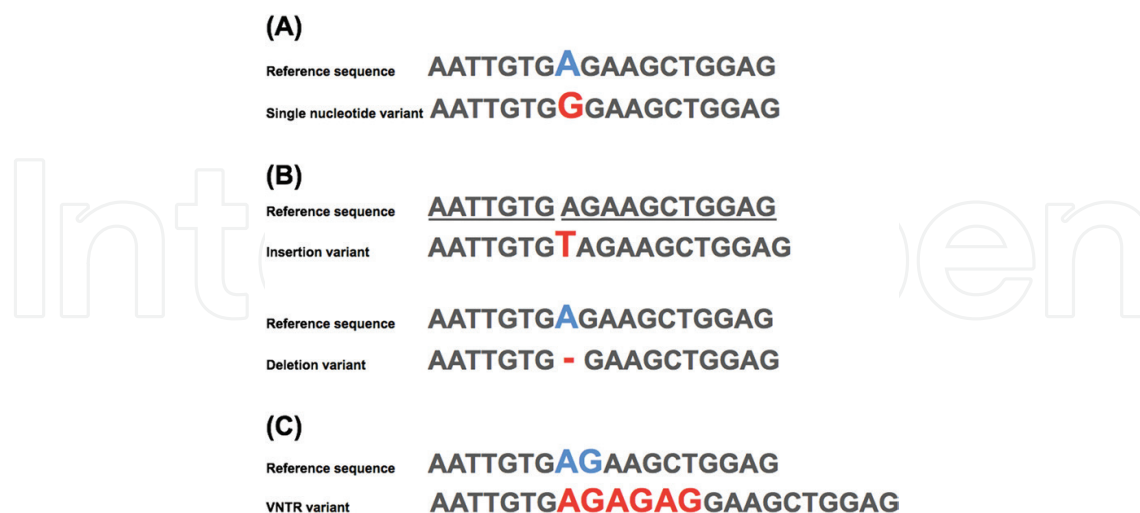 (A)
Reference sequence AATTGTGAGAAGCTGGAG
Single nucleotide variant AATTGTGGGAAGCTGGAG
(B)
Reference sequence AATTGTG AGAAGCTGGAG
Insertion variant AATTGTGTAGAAGCTGGAG
Reference sequence AATTGTGAGAAGCTGGAG
Deletion variant AATTGTG - GAAGCTGGAG
(C)
Reference sequence AATTGTGAGAAGCTGGAG
VNTR variant AATTGTGAGAGAGGAAGCTGGAG